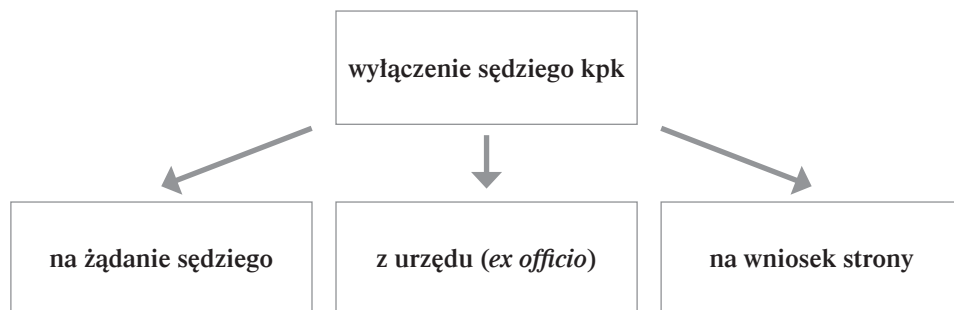 wyłączenie sędziego kpk
na żądanie sędziego
z urzędu (ex officio)
na wniosek strony